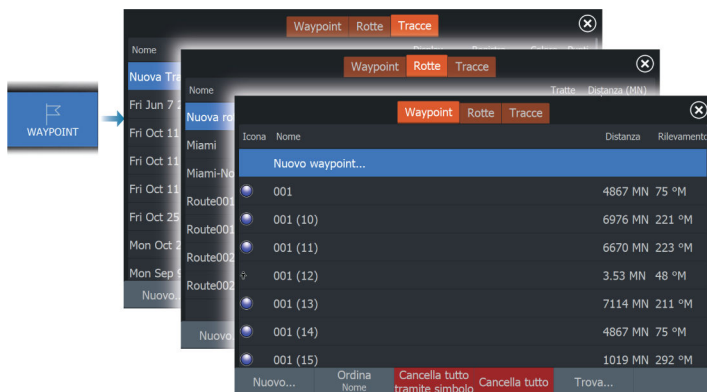 WAYPOINT
Waypoint Rotte Tracce
Nome
Nuova Tra
Fri Jun 7 2
Fri Oct 11
Fri Oct 11
Fri Oct 11
Fri Oct 25
Mon Oct 2
Mon Sep 9
Nuovo...
Waypoint Rotte Tracce
Nome Tratte Distanza (MN)
Nuova ro
Miami
Miami-No
Route001
Route001
Route002
Route002
Nuovo
Waypoint Rotte Tracce
Icona Nome Distanza Rilevamento
Nuovo waypoint...
001 4867 MN 75 °M
001 (10) 6976 MN 221 °M
001 (11) 6670 MN 223 °M
001 (12) 3.53 MN 48 °M
001 (13) 7114 MN 211 °M
001 (14) 4867 MN 75 °M
001 (15) 1019 MN 292 °M
Nuovo... Ordina Nome Cancella tutto tramite simbolo Cancella tutto Trova...